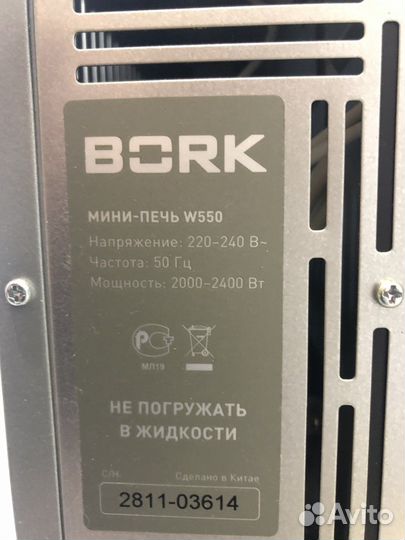 BORK
МИНИ-ПЕЧЬ W550
Напряжение: 220-240 В~
Частота: 50 Гц
Мощность: 2000-2400 Вт
МЛ19
НЕ ПОГРУЖАТЬ
В ЖИДКОСТИ
С/Н. Сделано в Китае
2811-03614
Avito